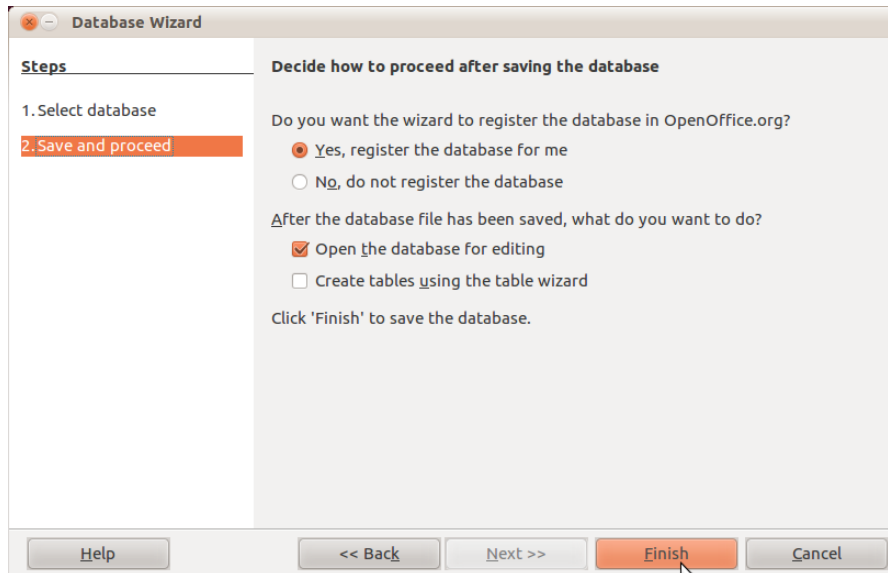 Database Wizard
Steps
1. Select database
2. Save and proceed
Decide how to proceed after saving the database
Do you want the wizard to register the database in OpenOffice.org?
Yes, register the database for me
No, do not register the database
After the database file has been saved, what do you want to do?
Open the database for editing
Create tables using the table wizard
Click 'Finish' to save the database.
Help
<< Back
Next >>
Finish
Cancel